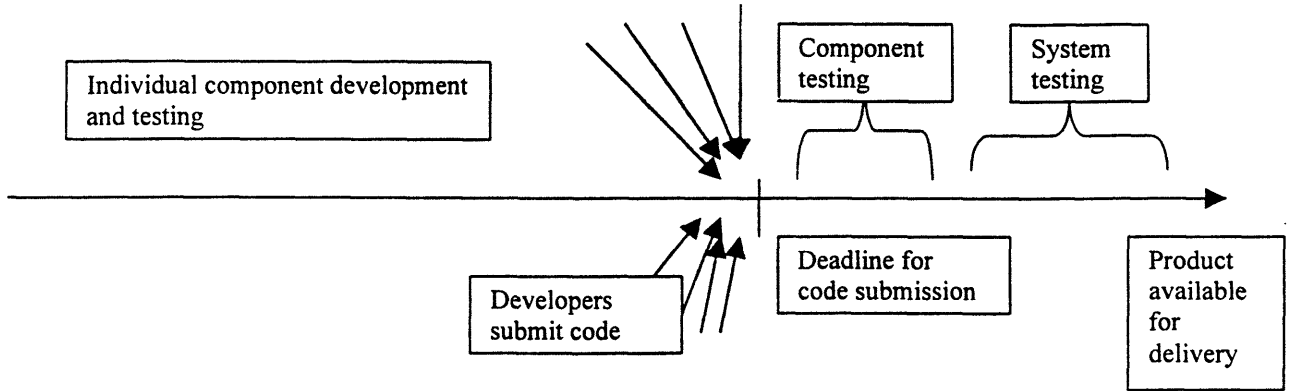 Individual component development
and testing
Component
testing
System
testing
Developers
submit code
Deadline for
code submission
Product
available
for
delivery